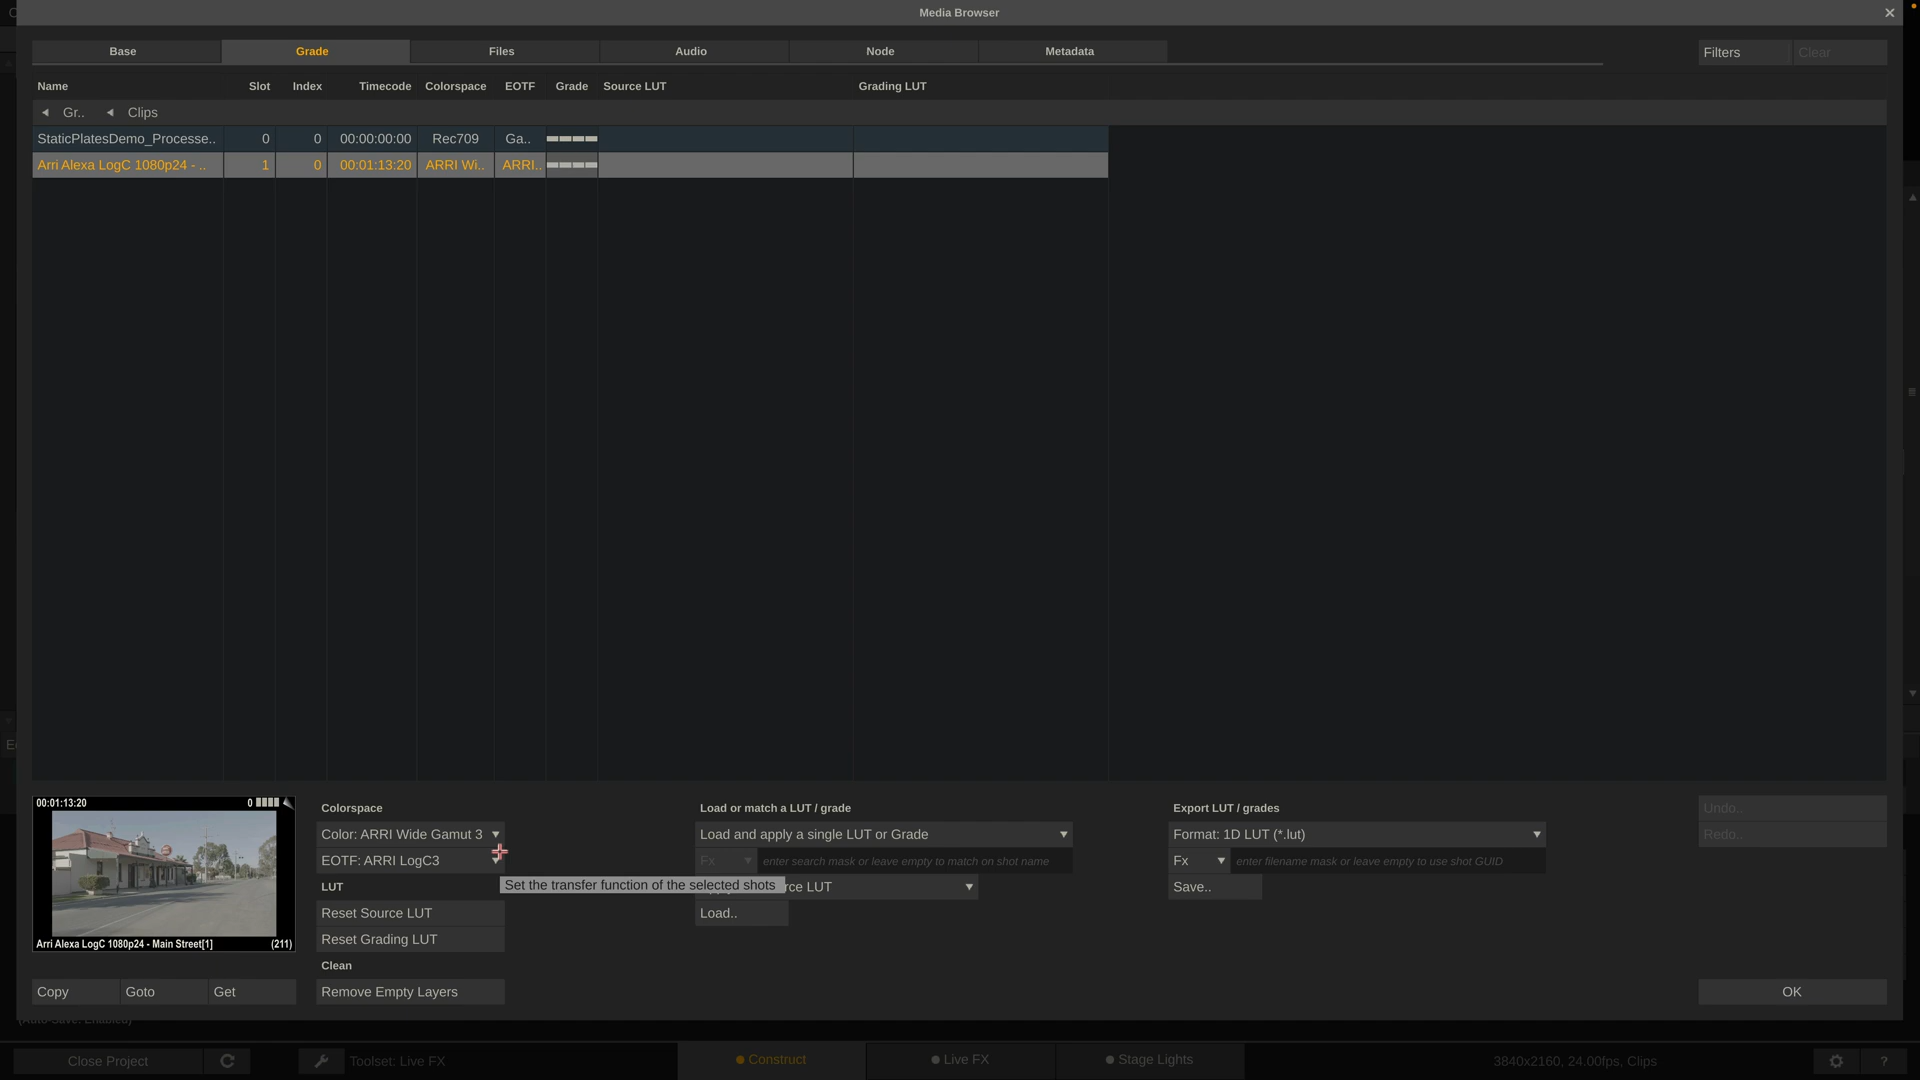 Media Browser
Base Grade Files Audio Node Metadata Filters Clear
Name Slot Index Timecode Colorspace EOTF Grade Source LUT Grading LUT
Gr.. Clips
StaticPlatesDemo_Processe.. 0 0 00:00:00:00 Rec709 Ga..
Arri Alexa LogC 1080p24 - .. 1 0 00:01:13:20 ARRI Wi.. ARRI..
00:01:13:20 0
Arri Alexa LogC 1080p24 - Main Street[1] (211)
Copy Goto Get
Colorspace
Color: ARRI Wide Gamut 3
EOTF: ARRI LogC3
LUT
Reset Source LUT
Reset Grading LUT
Clean
Remove Empty Layers
Set the transfer function of the selected shots
Load or match a LUT / grade
Load and apply a single LUT or Grade
Fx enter search mask or leave empty to match on shot name
rce LUT
Load..
Export LUT / grades
Format: 1D LUT (*.lut)
Fx enter filename mask or leave empty to use shot GUID
Save..
Undo..
Redo..
OK
(Auto-Save: Enabled)
Close Project Toolset: Live FX Construct Live FX Stage Lights 3840x2160, 24.00fps, Clips ?